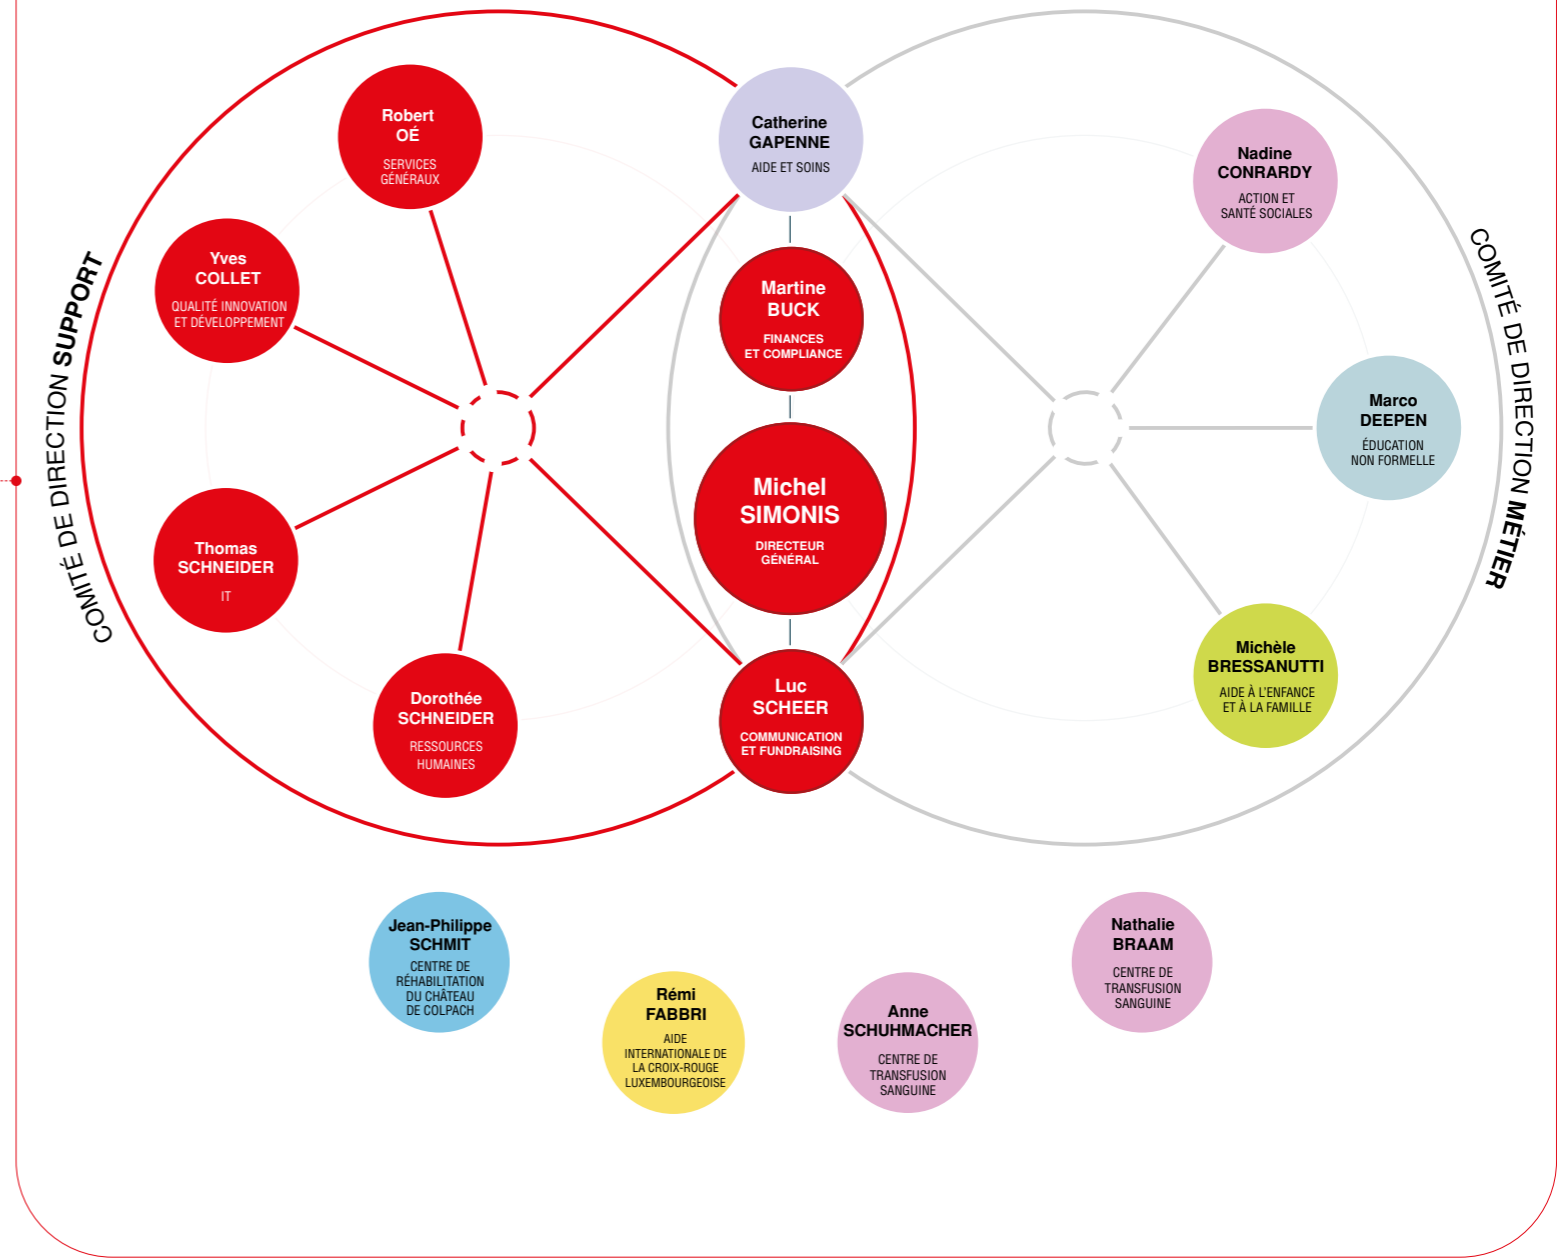 COMITÉ DE DIRECTION SUPPORT
Robert
OÉ
SERVICES
GÉNÉRAUX
Yves
COLLET
QUALITÉ INNOVATION
ET DÉVELOPPEMENT
Thomas
SCHNEIDER
IT
Dorothée
SCHNEIDER
RESSOURCES
HUMAINES
Catherine
GAPENNE
AIDE ET SOINS
Martine
BUCK
FINANCES
ET COMPLIANCE
Michel
SIMONIS
DIRECTEUR
GÉNÉRAL
Luc
SCHEER
COMMUNICATION
ET FUNDRAISING
Nadine
CONRARDY
ACTION ET
SANTÉ SOCIALES
Marco
DEEPEN
ÉDUCATION
NON FORMELLE
Michèle
BRESSANUTTI
AIDE À L'ENFANCE
ET À LA FAMILLE
COMITÉ DE DIRECTION MÉTIER
Jean-Philippe
SCHMIT
CENTRE DE
RÉHABILITATION
DU CHÂTEAU
DE COLPACH
Rémi
FABBRI
AIDE
INTERNATIONALE DE
LA CROIX-ROUGE
LUXEMBOURGEOISE
Anne
SCHUHMACHER
CENTRE DE
TRANSFUSION
SANGUINE
Nathalie
BRAAM
CENTRE DE
TRANSFUSION
SANGUINE